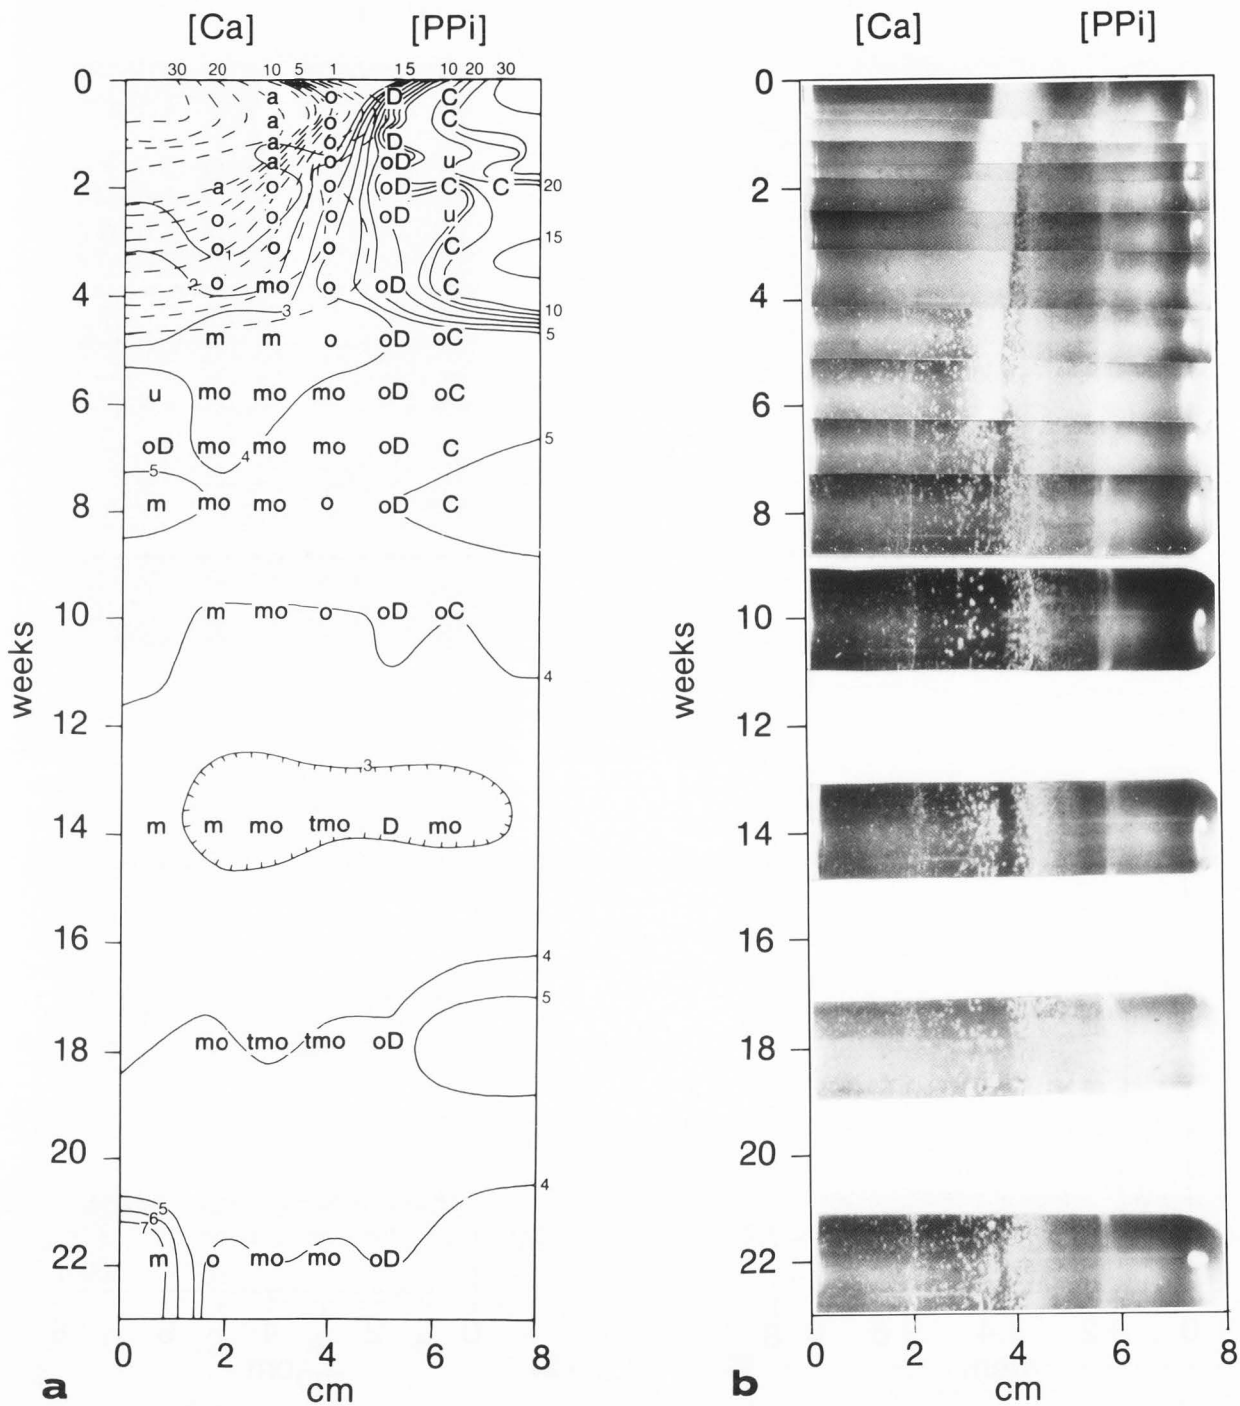 [Ca] [PPi]
30 20 10 5 1 15 10 20 30
0
a o D C
a o C
a o D
a o oD u
2 a o o oD C C 20
o o o oD u
o 1 o o C 15
2 o mo o oD C
4
3 10
m m o oD oC 5
u mo mo mo oD oC
6
oD mo mo mo oD C 5
4
5
8 m mo mo o oD C
10 m mo o oD oC
4
12
3
14 m m mo tmo D mo
16
4
5
18 mo tmo tmo oD
20
4
5
6
7
22 m o mo mo oD
weeks
0 2 4 6 8
cm
a
[Ca] [PPi]
0
2
4
6
8
10
12
14
16
18
20
22
weeks
0 2 4 6 8
cm
b